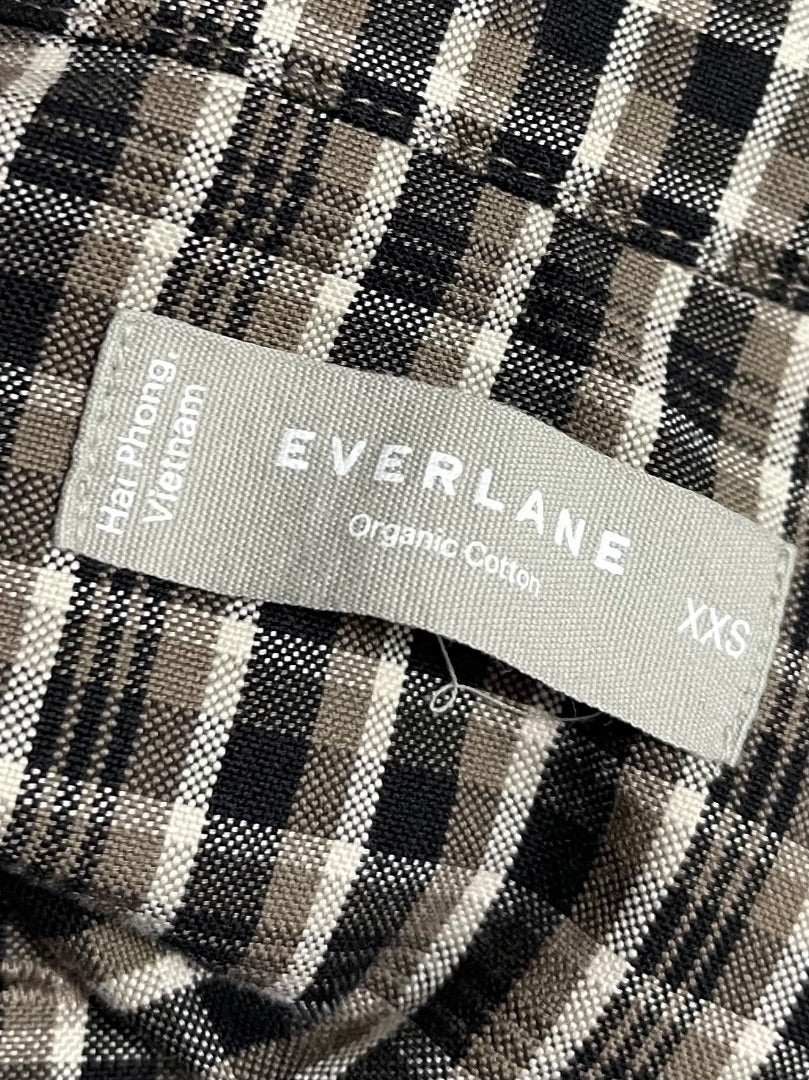 Hai Phong,
Vietnam
EVERLANE
Organic Cotton
XXS